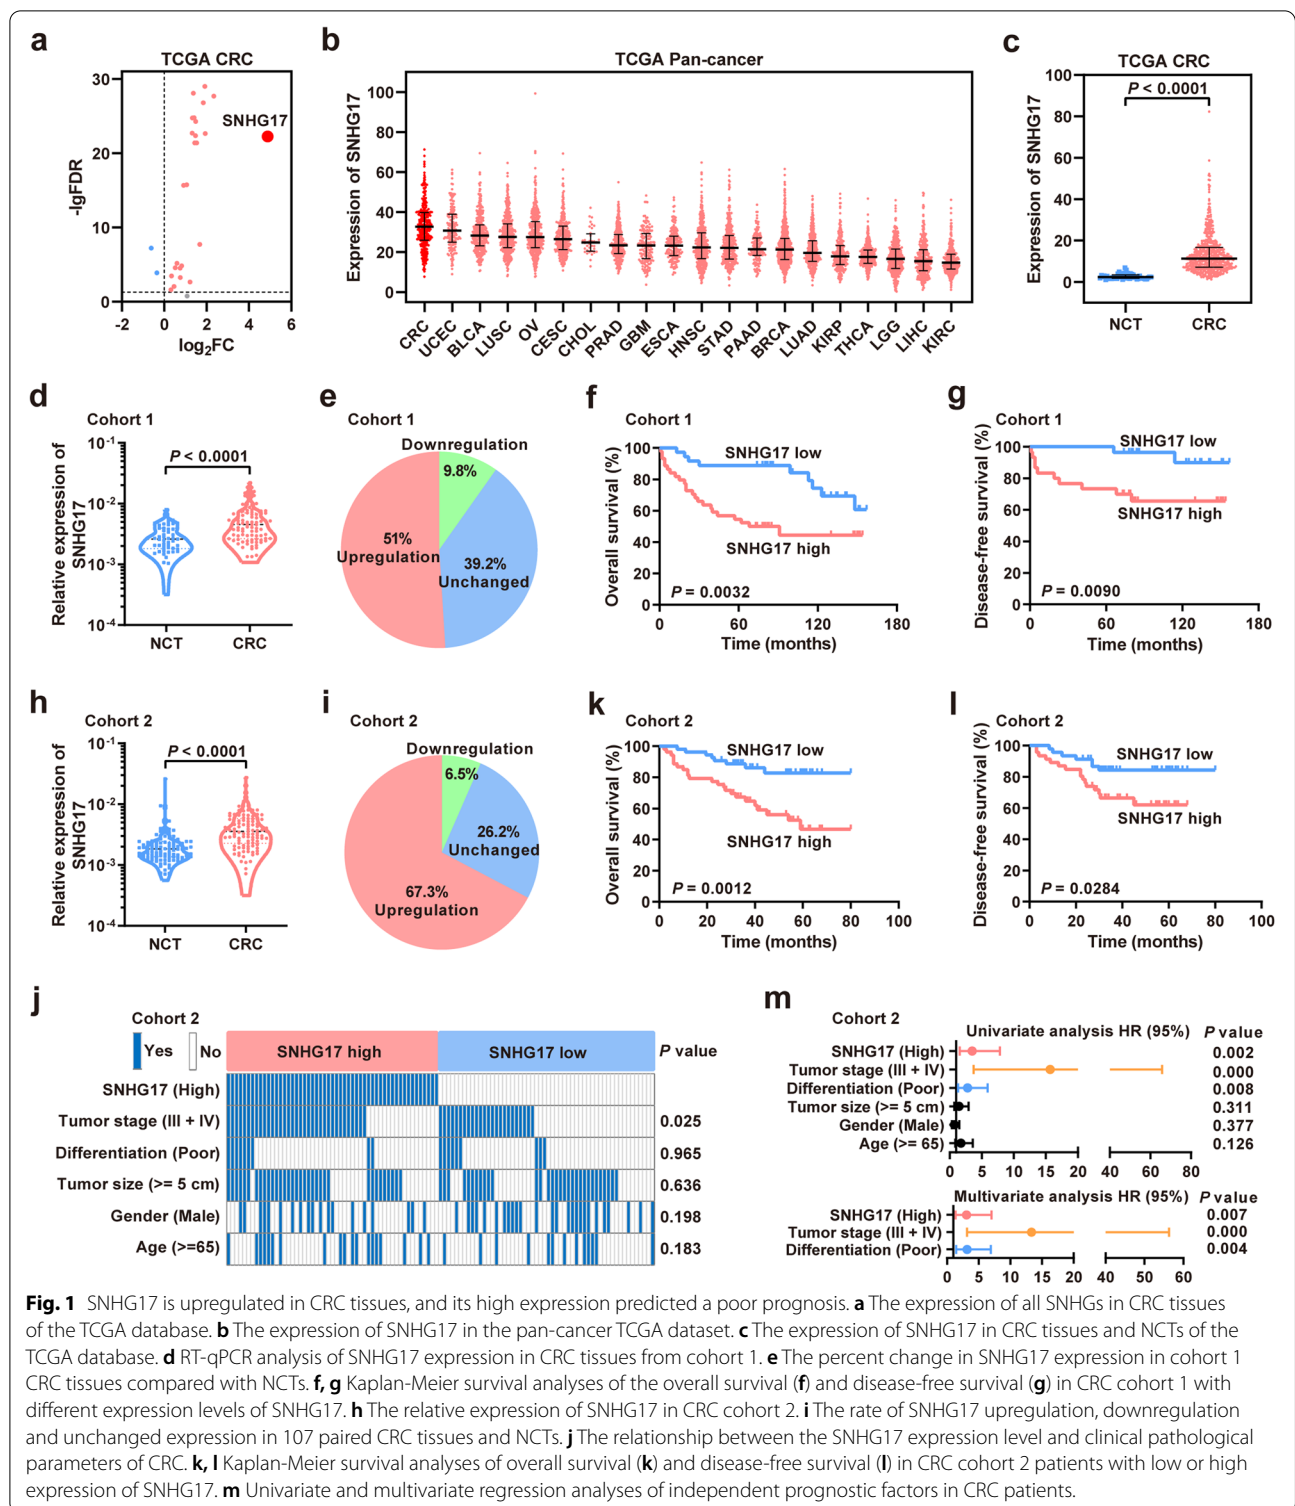 a
TCGA CRC
30
20
10
0
-lgFDR
SNHG17
-2 0 2 4 6
log2FC
b
TCGA Pan-cancer
100
80
60
40
20
0
Expression of SNHG17
CRC UCEC BLCA LUSC OV CESC CHOL PRAD GBM ESCA HNSC STAD PAAD BRCA LUAD KIRP THCA LGG LIHC KIRC
c
TCGA CRC
P < 0.0001
100
80
60
40
20
0
Expression of SNHG17
NCT CRC
d
Cohort 1
10-1
10-2
10-3
10-4
Relative expression of
SNHG17
P < 0.0001
NCT CRC
e
Cohort 1
Downregulation
9.8%
51%
Upregulation
39.2%
Unchanged
f
Cohort 1
100
80
60
40
20
0
Overall survival (%)
SNHG17 low
SNHG17 high
P = 0.0032
0 60 120 180
Time (months)
g
Cohort 1
100
80
60
40
20
0
Disease-free survival (%)
SNHG17 low
SNHG17 high
P = 0.0090
0 60 120 180
Time (months)
h
Cohort 2
10-1
10-2
10-3
10-4
Relative expression of
SNHG17
P < 0.0001
NCT CRC
i
Cohort 2
Downregulation
6.5%
26.2%
Unchanged
67.3%
Upregulation
k
Cohort 2
100
80
60
40
20
0
Overall survival (%)
SNHG17 low
SNHG17 high
P = 0.0012
0 20 40 60 80 100
Time (months)
l
Cohort 2
100
80
60
40
20
0
Disease-free survival (%)
SNHG17 low
SNHG17 high
P = 0.0284
0 20 40 60 80 100
Time (months)
j
Cohort 2
Yes No
SNHG17 high SNHG17 low P value
SNHG17 (High)
Tumor stage (III + IV) 0.025
Differentiation (Poor) 0.965
Tumor size (>= 5 cm) 0.636
Gender (Male) 0.198
Age (>=65) 0.183
m
Cohort 2
Univariate analysis HR (95%) P value
SNHG17 (High) 0.002
Tumor stage (III + IV) 0.000
Differentiation (Poor) 0.008
Tumor size (>= 5 cm) 0.311
Gender (Male) 0.377
Age (>= 65) 0.126
0 5 10 15 20 40 60 80
Multivariate analysis HR (95%) P value
SNHG17 (High) 0.007
Tumor stage (III + IV) 0.000
Differentiation (Poor) 0.004
0 5 10 15 20 40 50 60
Fig. 1 SNHG17 is upregulated in CRC tissues, and its high expression predicted a poor prognosis. a The expression of all SNHGs in CRC tissues
of the TCGA database. b The expression of SNHG17 in the pan-cancer TCGA dataset. c The expression of SNHG17 in CRC tissues and NCTs of the
TCGA database. d RT-qPCR analysis of SNHG17 expression in CRC tissues from cohort 1. e The percent change in SNHG17 expression in cohort 1
CRC tissues compared with NCTs. f, g Kaplan-Meier survival analyses of the overall survival (f) and disease-free survival (g) in CRC cohort 1 with
different expression levels of SNHG17. h The relative expression of SNHG17 in CRC cohort 2. i The rate of SNHG17 upregulation, downregulation
and unchanged expression in 107 paired CRC tissues and NCTs. j The relationship between the SNHG17 expression level and clinical pathological
parameters of CRC. k, l Kaplan-Meier survival analyses of overall survival (k) and disease-free survival (l) in CRC cohort 2 patients with low or high
expression of SNHG17. m Univariate and multivariate regression analyses of independent prognostic factors in CRC patients.